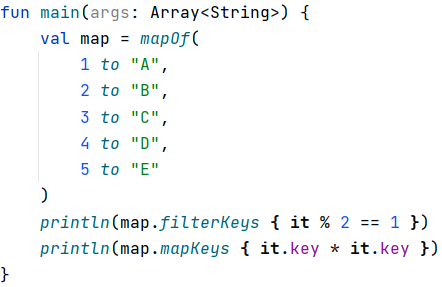 fun main(args: Array<String>) {
    val map = mapOf(
        1 to "A",
        2 to "B",
        3 to "C",
        4 to "D",
        5 to "E"
    )
    println(map.filterKeys { it % 2 == 1 })
    println(map.mapKeys { it.key * it.key })
}